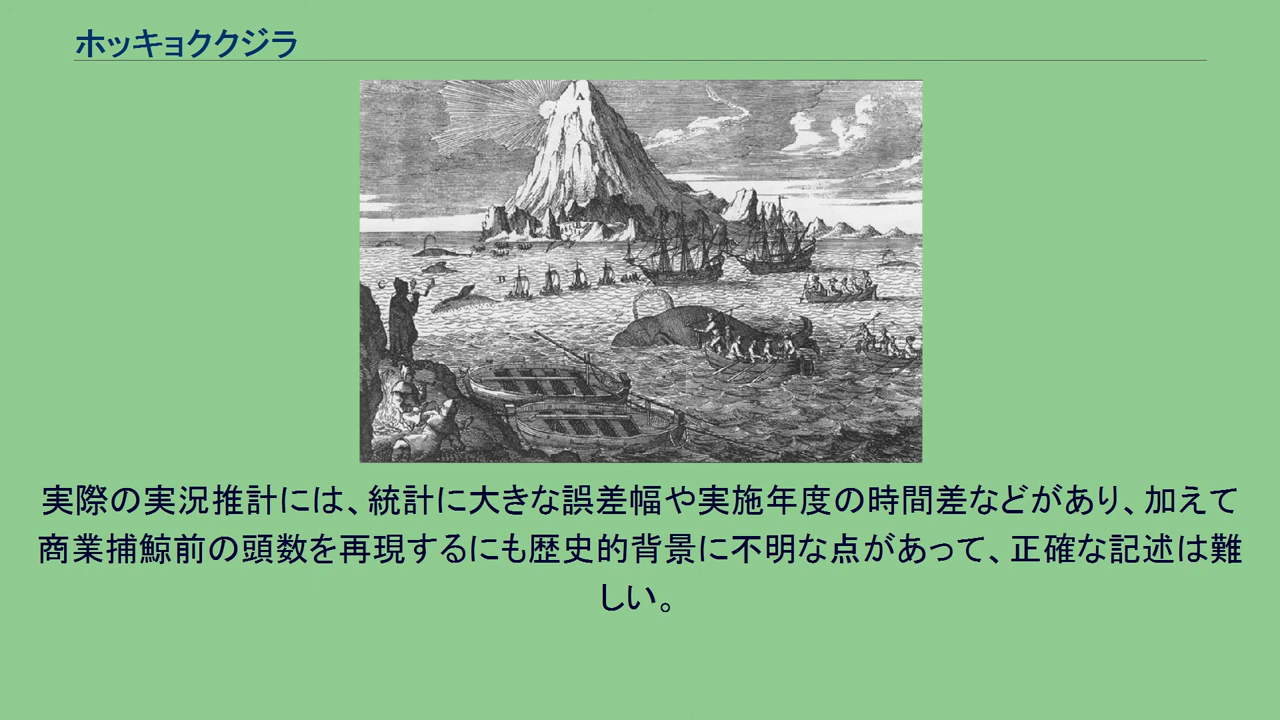 ホッキョククジラ
A
実際の実況推計には、統計に大きな誤差幅や実施年度の時間差などがあり、加えて
商業捕鯨前の頭数を再現するにも歴史的背景に不明な点があって、正確な記述は難
しい。